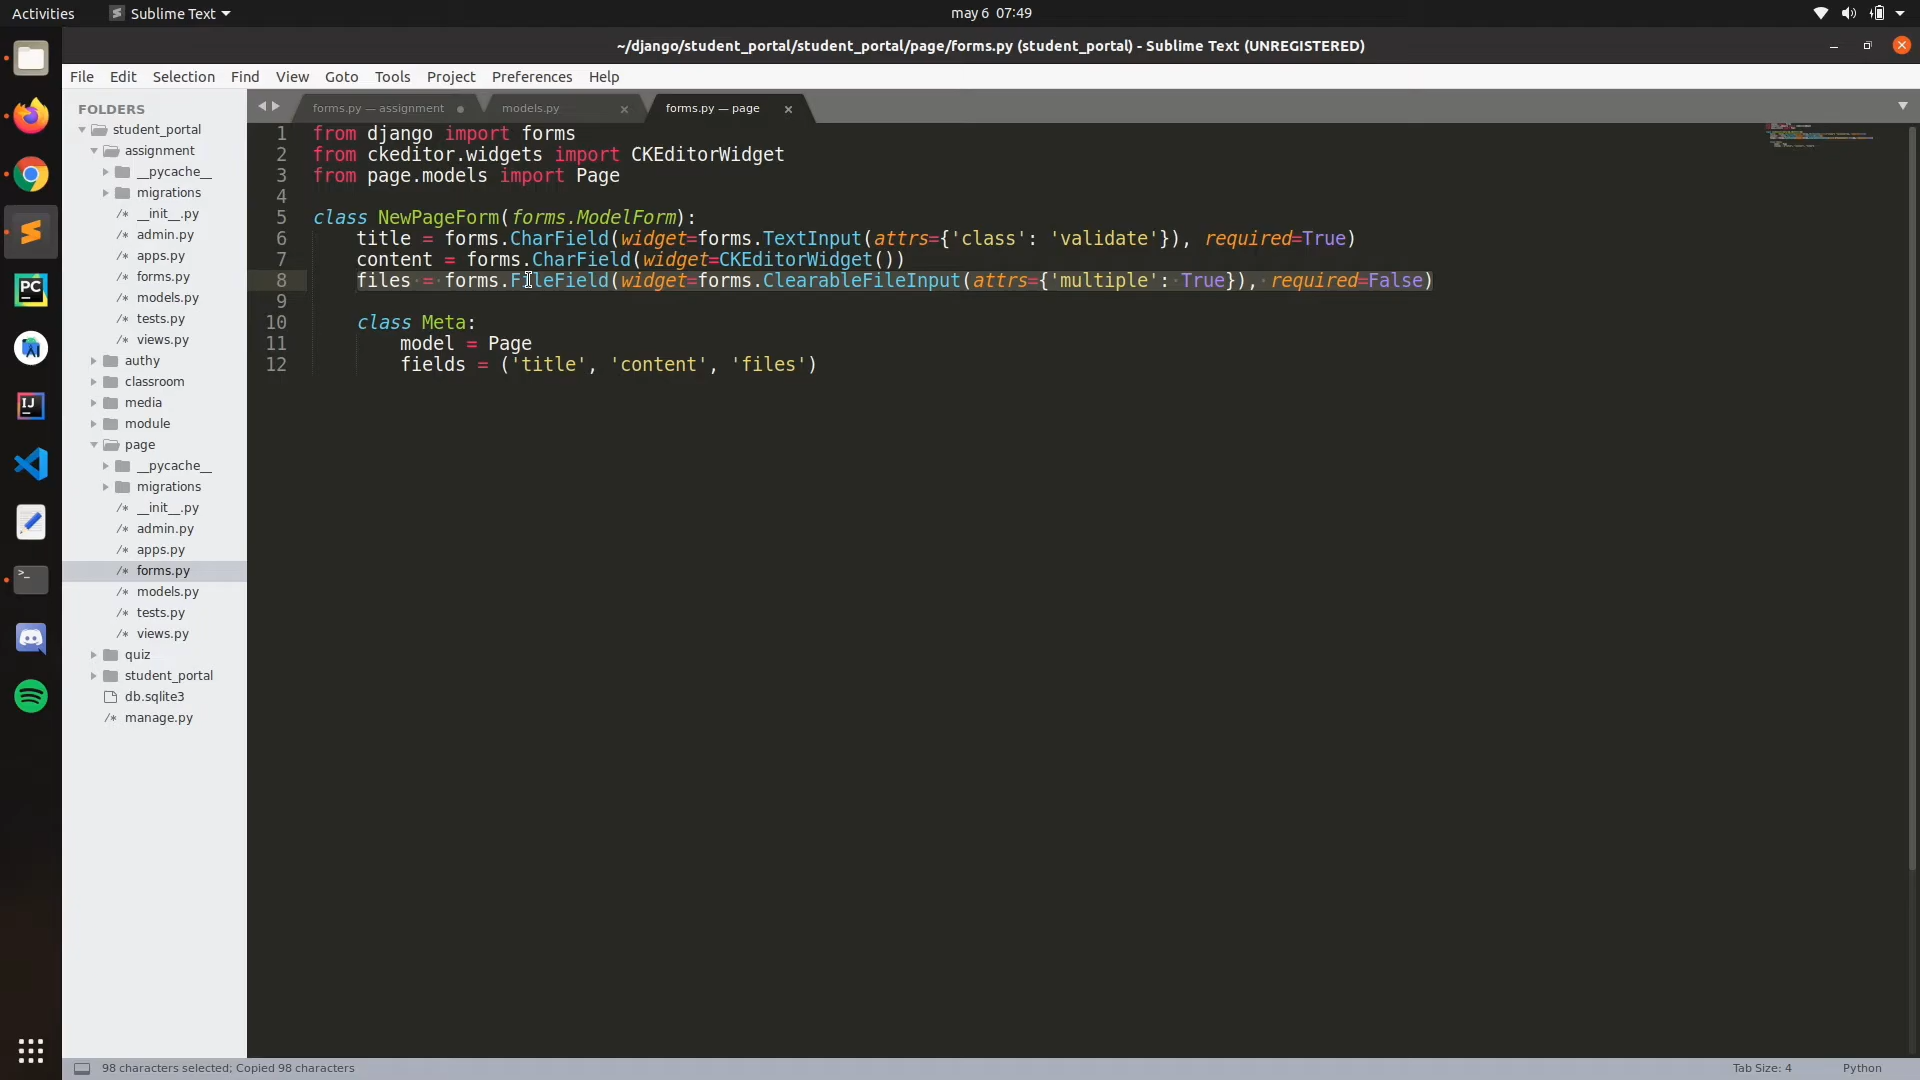 Activities
Sublime Text
may 6 07:49
~/django/student_portal/student_portal/page/forms.py (student_portal) - Sublime Text (UNREGISTERED)
File Edit Selection Find View Goto Tools Project Preferences Help
FOLDERS
student_portal
assignment
__pycache__
migrations
/* __init__.py
/* admin.py
/* apps.py
/* forms.py
/* models.py
/* tests.py
/* views.py
authy
classroom
media
module
page
__pycache__
migrations
/* __init__.py
/* admin.py
/* apps.py
/* forms.py
/* models.py
/* tests.py
/* views.py
quiz
student_portal
db.sqlite3
/* manage.py
forms.py — assignment
models.py
forms.py — page
1 from django import forms
2 from ckeditor.widgets import CKEditorWidget
3 from page.models import Page
4
5 class NewPageForm(forms.ModelForm):
6     title = forms.CharField(widget=forms.TextInput(attrs={'class': 'validate'}), required=True)
7     content = forms.CharField(widget=CKEditorWidget())
8     files = forms.FileField(widget=forms.ClearableFileInput(attrs={'multiple': True}), required=False)
9
10     class Meta:
11         model = Page
12         fields = ('title', 'content', 'files')
PC
IJ
>_
98 characters selected; Copied 98 characters
Tab Size: 4
Python